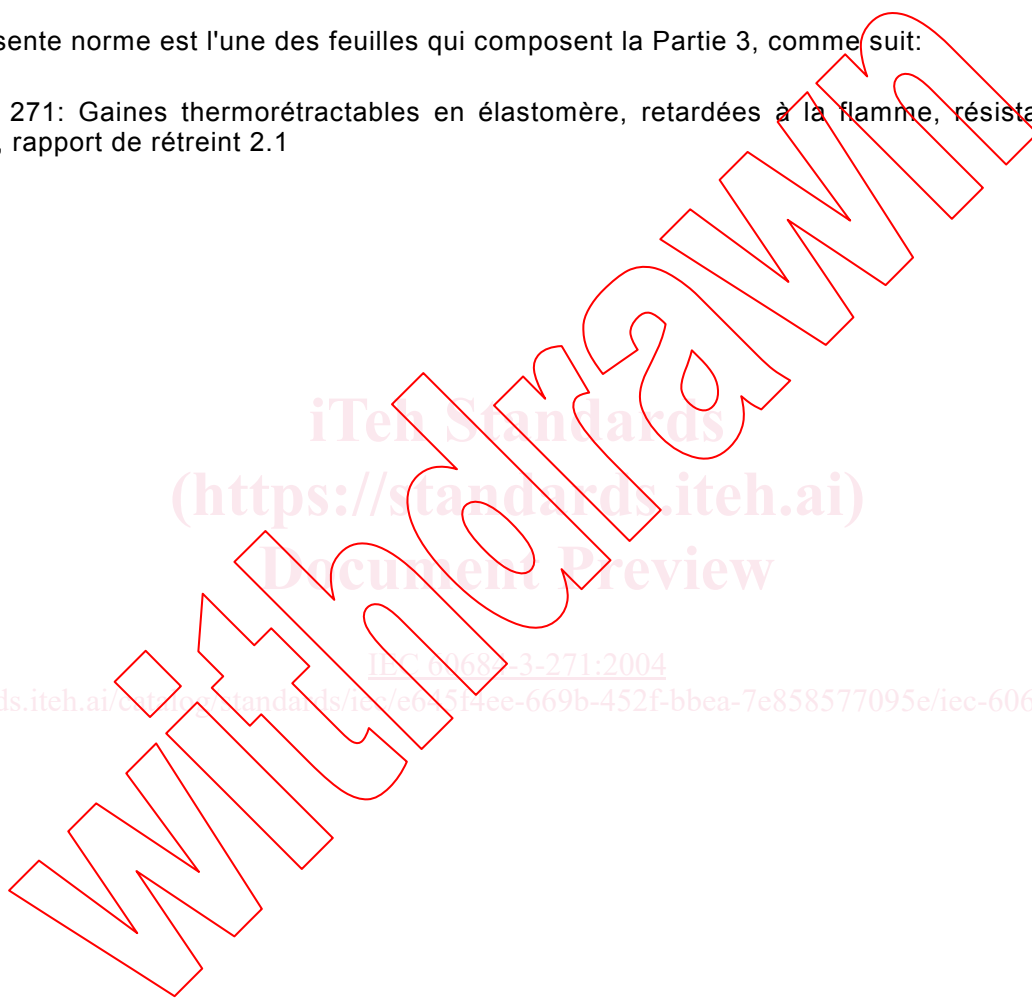 sente norme est l'une des feuilles qui composent la Partie 3, comme suit:
271: Gaines thermorétractables en élastomère, retardées à la flamme, résista
, rapport de rétreint 2.1
withdrawn
iTeh Standards
(https://standards.iteh.ai)
Document Preview
IEC 60684-3-271:2004
ds.iteh.ai/catalog/standards/iec/e645f4ee-669b-452f-bbea-7e858577095e/iec-606